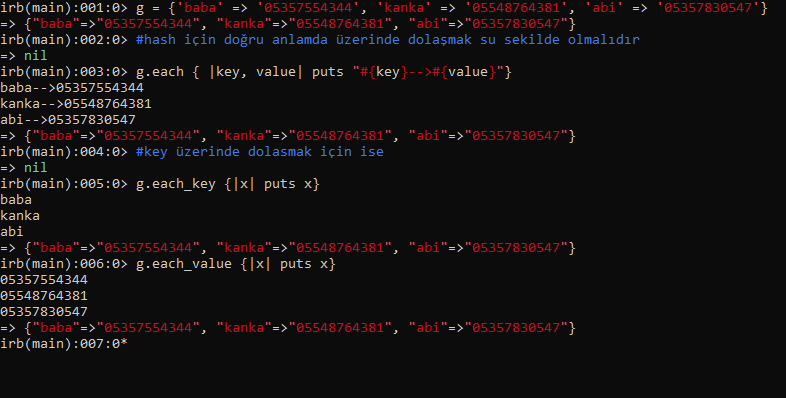 irb(main):001:0> g = {'baba' => '05357554344', 'kanka' => '05548764381', 'abi' => '05357830547'}
=> {"baba"=>"05357554344", "kanka"=>"05548764381", "abi"=>"05357830547"}
irb(main):002:0> #hash için doğru anlamda üzerinde dolaşmak su sekilde olmalıdır
=> nil
irb(main):003:0> g.each { |key, value| puts "#{key}-->#{value}"}
baba-->05357554344
kanka-->05548764381
abi-->05357830547
=> {"baba"=>"05357554344", "kanka"=>"05548764381", "abi"=>"05357830547"}
irb(main):004:0> #key üzerinde dolasmak için ise
=> nil
irb(main):005:0> g.each_key {|x| puts x}
baba
kanka
abi
=> {"baba"=>"05357554344", "kanka"=>"05548764381", "abi"=>"05357830547"}
irb(main):006:0> g.each_value {|x| puts x}
05357554344
05548764381
05357830547
=> {"baba"=>"05357554344", "kanka"=>"05548764381", "abi"=>"05357830547"}
irb(main):007:0*